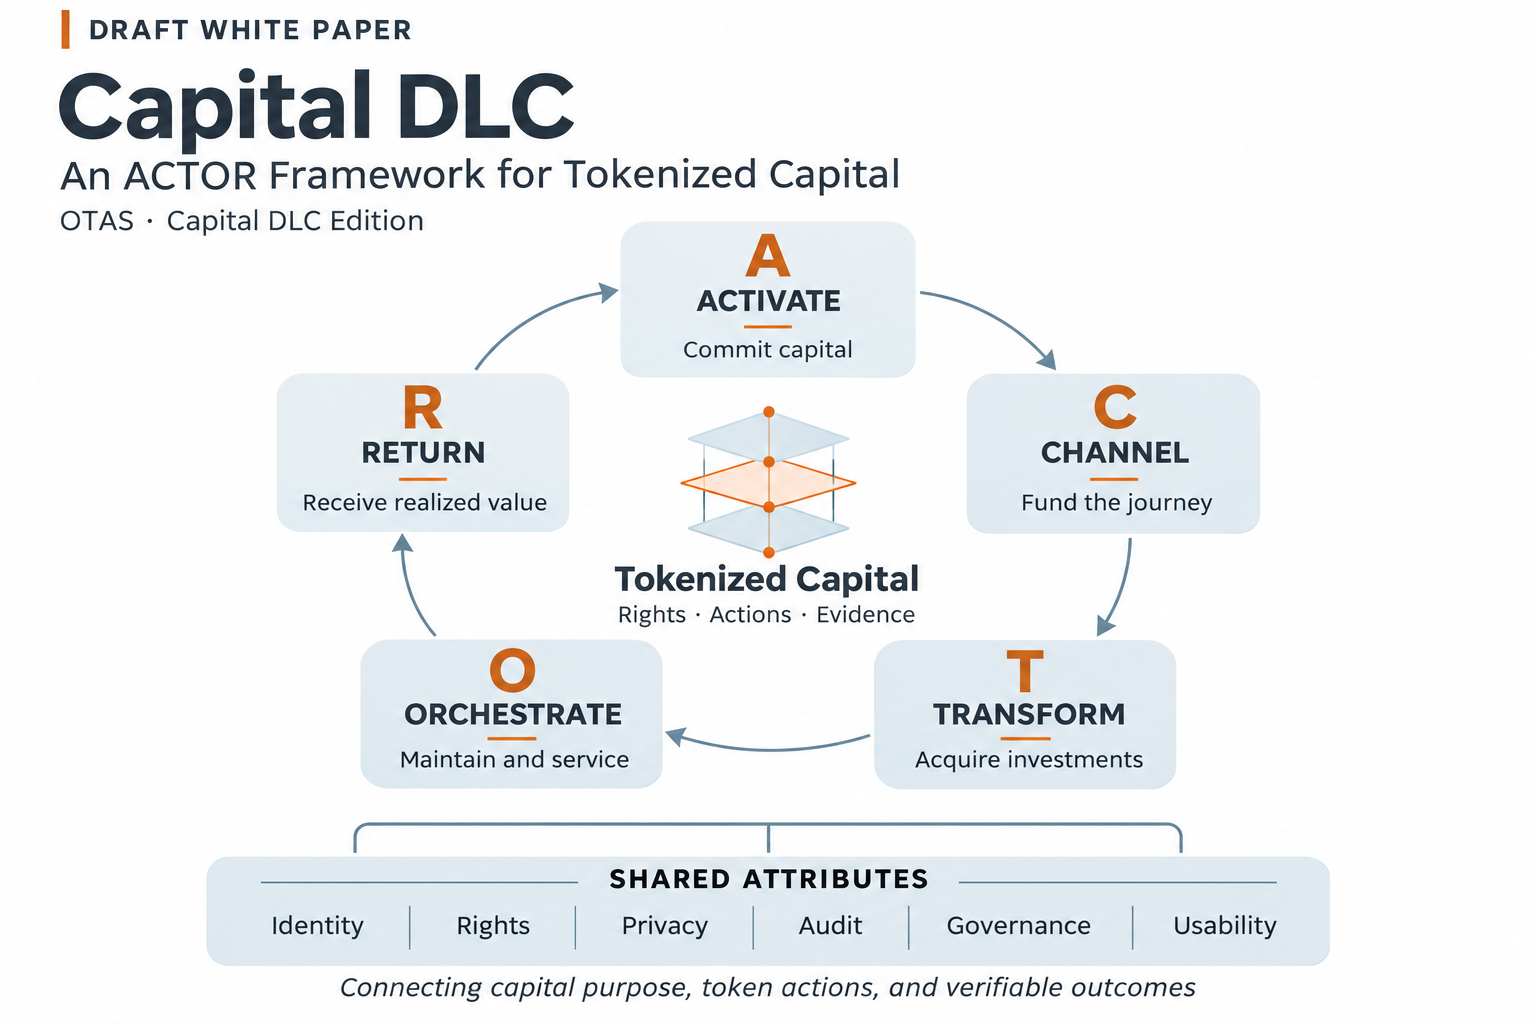 DRAFT WHITE PAPER
Capital DLC
An ACTOR Framework for Tokenized Capital
OTAS · Capital DLC Edition
A
ACTIVATE
Commit capital
C
CHANNEL
Fund the journey
T
TRANSFORM
Acquire investments
O
ORCHESTRATE
Maintain and service
R
RETURN
Receive realized value
Tokenized Capital
Rights · Actions · Evidence
SHARED ATTRIBUTES
Identity Rights Privacy Audit Governance Usability
Connecting capital purpose, token actions, and verifiable outcomes